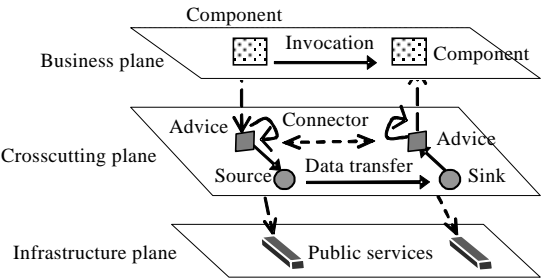 Component
Invocation
Component
Business plane
Advice
Connector
Advice
Crosscutting plane
Source
Data transfer
Sink
Infrastructure plane
Public services